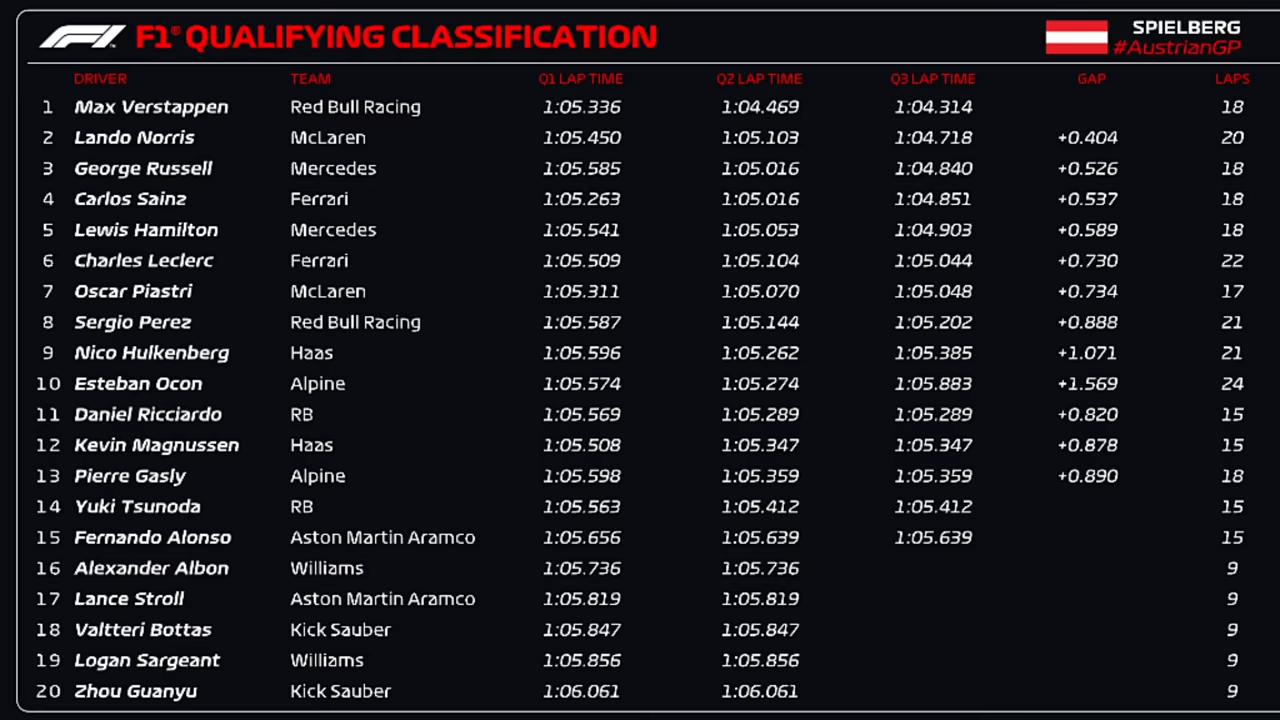 F1® QUALIFYING CLASSIFICATION
SPIELBERG
#AustrianGP
DRIVER TEAM Q1 LAP TIME Q2 LAP TIME Q3 LAP TIME GAP LAPS
1 Max Verstappen Red Bull Racing 1:05.336 1:04.469 1:04.314 18
2 Lando Norris McLaren 1:05.450 1:05.103 1:04.718 +0.404 20
3 George Russell Mercedes 1:05.585 1:05.016 1:04.840 +0.526 18
4 Carlos Sainz Ferrari 1:05.263 1:05.016 1:04.851 +0.537 18
5 Lewis Hamilton Mercedes 1:05.541 1:05.053 1:04.903 +0.589 18
6 Charles Leclerc Ferrari 1:05.509 1:05.104 1:05.044 +0.730 22
7 Oscar Piastri McLaren 1:05.311 1:05.070 1:05.048 +0.734 17
8 Sergio Perez Red Bull Racing 1:05.587 1:05.144 1:05.202 +0.888 21
9 Nico Hulkenberg Haas 1:05.596 1:05.262 1:05.385 +1.071 21
10 Esteban Ocon Alpine 1:05.574 1:05.274 1:05.883 +1.569 24
11 Daniel Ricciardo RB 1:05.569 1:05.289 1:05.289 +0.820 15
12 Kevin Magnussen Haas 1:05.508 1:05.347 1:05.347 +0.878 15
13 Pierre Gasly Alpine 1:05.598 1:05.359 1:05.359 +0.890 18
14 Yuki Tsunoda RB 1:05.563 1:05.412 1:05.412 15
15 Fernando Alonso Aston Martin Aramco 1:05.656 1:05.639 1:05.639 15
16 Alexander Albon Williams 1:05.736 1:05.736 9
17 Lance Stroll Aston Martin Aramco 1:05.819 1:05.819 9
18 Valtteri Bottas Kick Sauber 1:05.847 1:05.847 9
19 Logan Sargeant Williams 1:05.856 1:05.856 9
20 Zhou Guanyu Kick Sauber 1:06.061 1:06.061 9